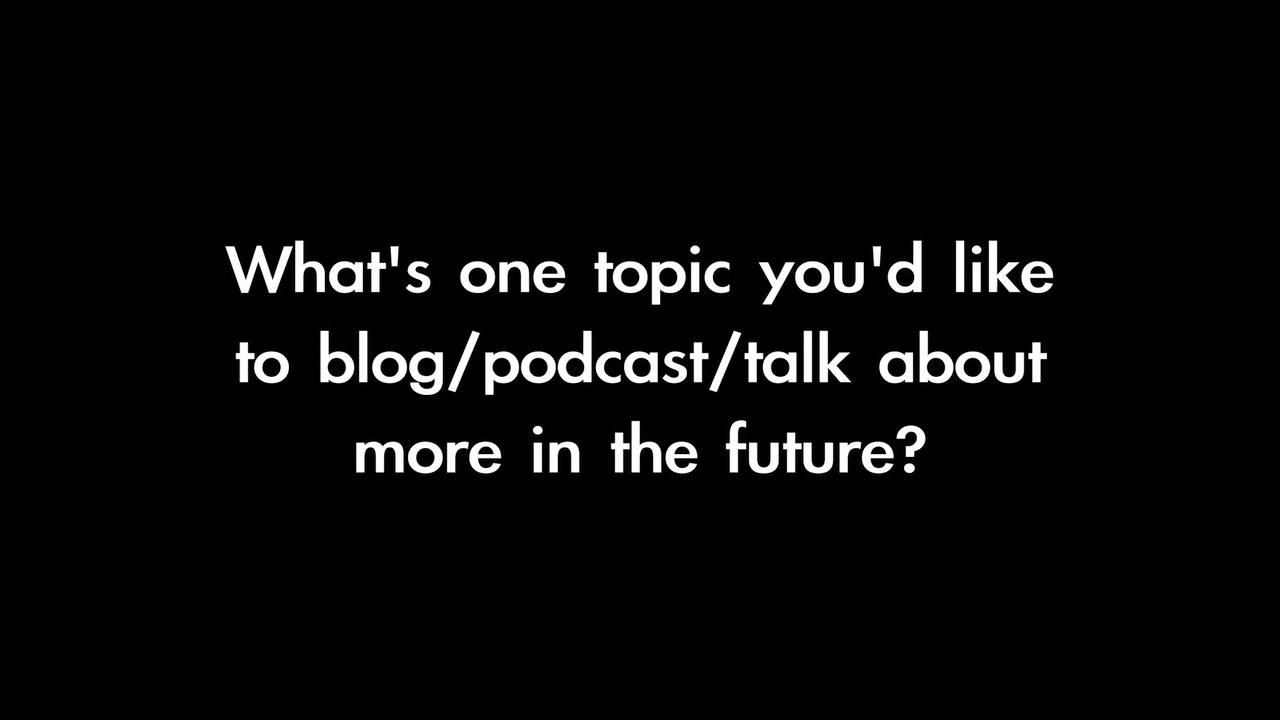 What's one topic you'd like
to blog/podcast/talk about
more in the future?